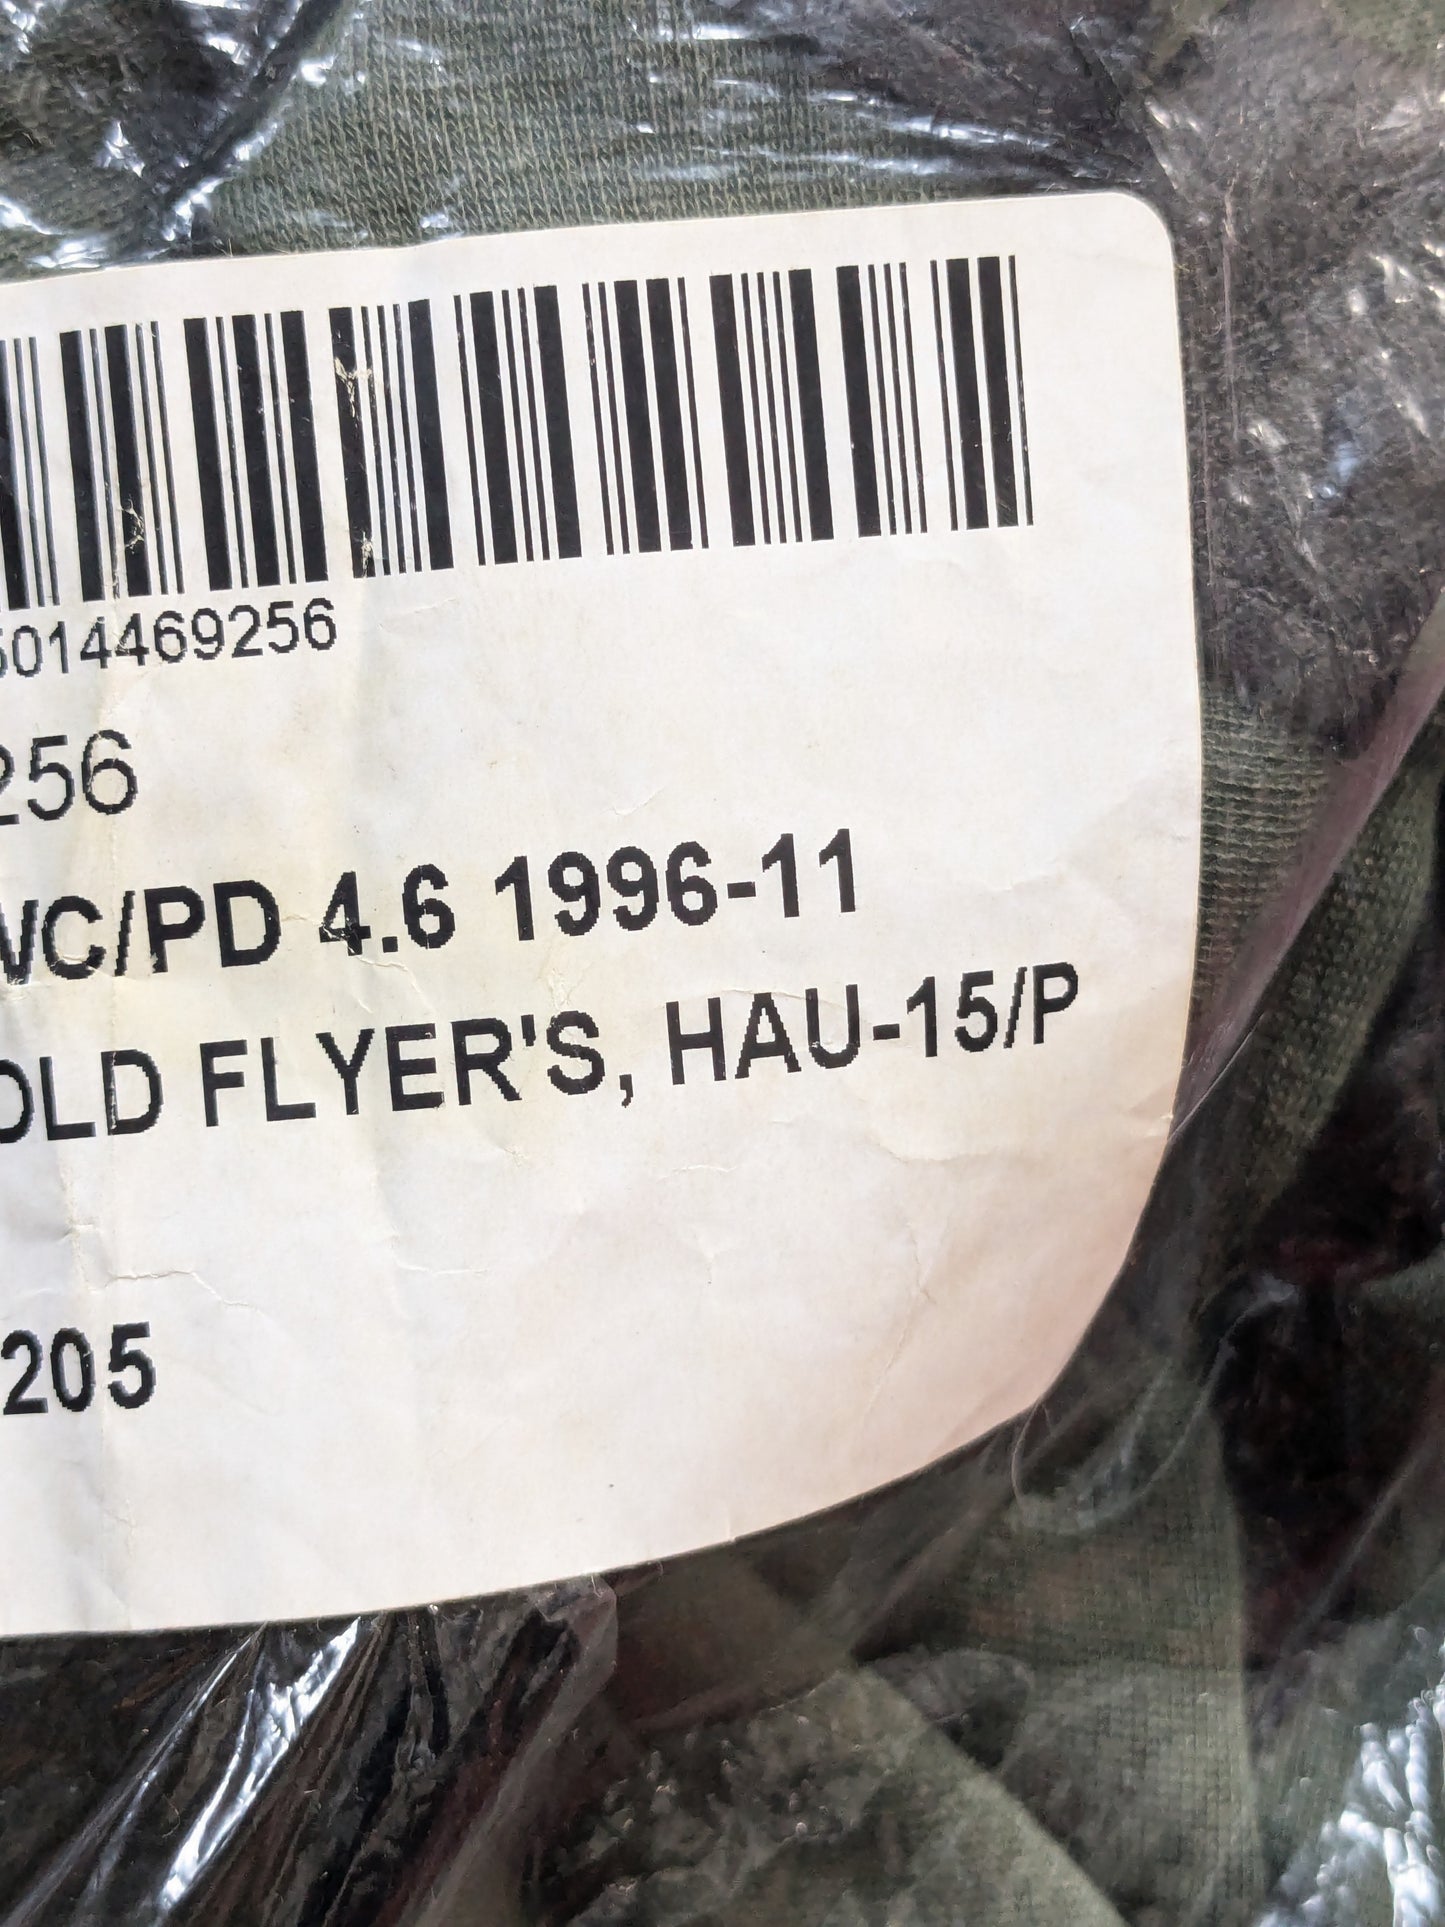 5014469256
256
VC/PD 4.6 1996-11
OLD FLYER'S, HAU-15/P
205